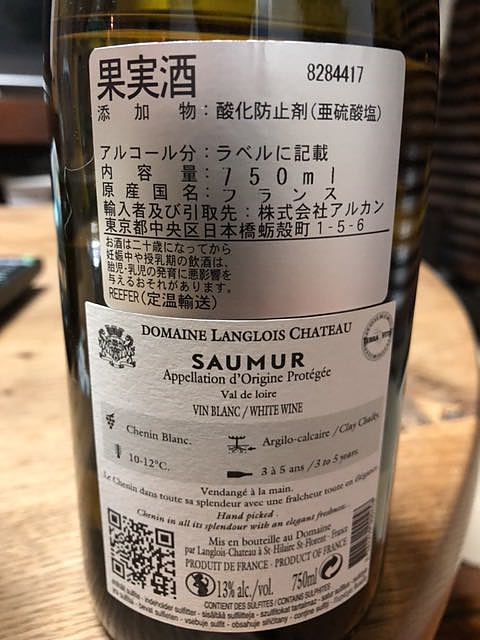 果実酒 8284417
添加物：酸化防止剤(亜硫酸塩)
アルコール分：ラベルに記載
内容量：750ml
原産国名：フランス
輸入者及び引取先：株式会社アルカン
東京都中央区日本橋蛎殻町1-5-6
お酒は二十歳になってから
妊娠中や授乳期の飲酒は、
胎児・乳児の発育に悪影響を
与えるおそれがあります。
REEFER(定温輸送)
DOMAINE LANGLOIS CHATEAU
SAUMUR
Appellation d'Origine Protégée
Val de loire
VIN BLANC / WHITE WINE
Chenin Blanc.
Argilo-calcaire / Clay Chalky.
10-12°C.
3 à 5 ans / 3 to 5 years.
Vendangé à la main.
Le Chenin dans toute sa splendeur avec une fraîcheur toute en élégance.
Hand picked.
Chenin in all its splendour with an elegant freshness.
Mis en bouteille au Domaine
par Langlois-Chateau à St-Hilaire St-Florent - France
PRODUIT DE FRANCE - PRODUCT OF FRANCE
13% alc./vol. 750ml
CONTIENT DES SULFITES / CONTAINS SULPHITES